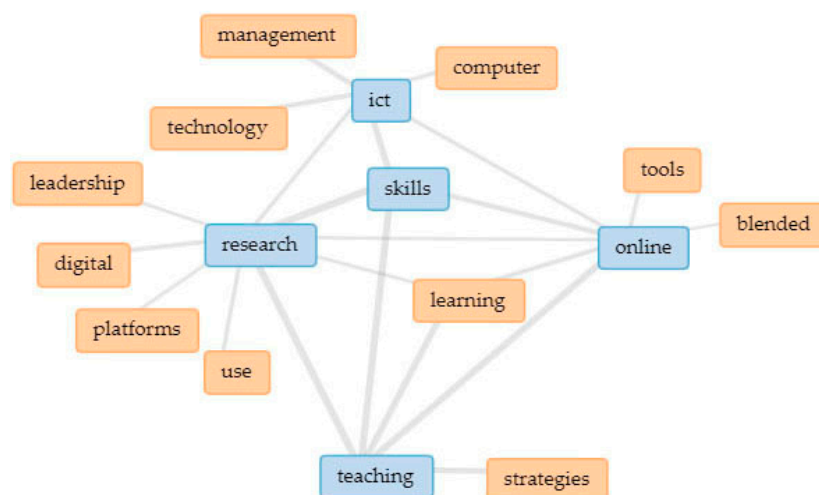 management
computer
ict
technology
tools
leadership
skills
blended
research
online
digital
learning
platforms
use
teaching
strategies